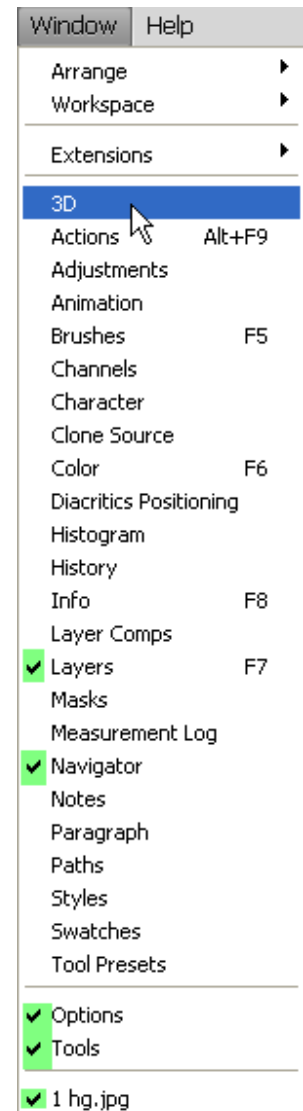 Window Help
Arrange
Workspace
Extensions
3D
Actions Alt+F9
Adjustments
Animation
Brushes F5
Channels
Character
Clone Source
Color F6
Diacritics Positioning
Histogram
History
Info F8
Layer Comps
Layers F7
Masks
Measurement Log
Navigator
Notes
Paragraph
Paths
Styles
Swatches
Tool Presets
Options
Tools
1 hg.jpg